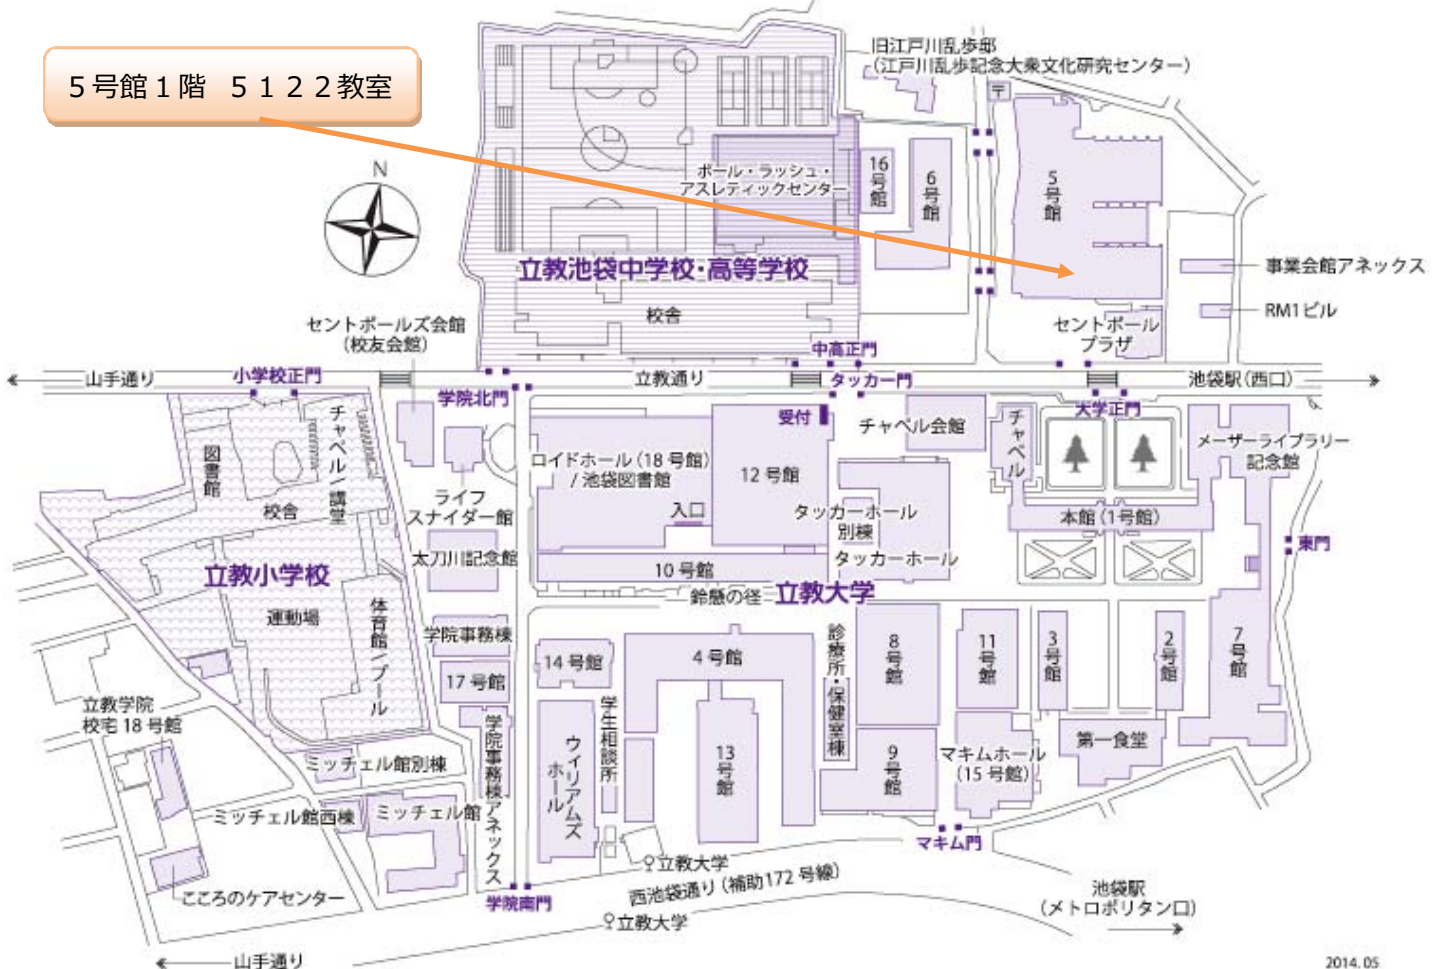 5号館1階 5122教室
旧江戸川乱歩邸
(江戸川乱歩記念大衆文化研究センター)
〒
N
ポール・ラッシュ・
アスレティックセンター
16号館
6号館
5号館
立教池袋中学校・高等学校
校舎
事業会館アネックス
RM1ビル
セントポールズ会館
(校友会館)
セントポール
プラザ
中高正門
山手通り
小学校正門
学院北門
立教通り
タッカー門
池袋駅(西口)
大学正門
受付
チャペル会館
チャペル
メーザーライブラリー
記念館
図書館
チャペル/講堂
校舎
ロイドホール(18号館)
/池袋図書館
12号館
入口
ライフ
スナイダー館
タッカーホール
別棟
タッカーホール
本館(1号館)
東門
太刀川記念館
立教小学校
10号館
鈴懸の径
立教大学
運動場
体育館/プール
学院事務棟
14号館
4号館
診療所・保健室棟
8号館
11号館
3号館
2号館
7号館
17号館
立教学院
校宅18号館
学院事務棟アネックス
ウィリアムズ
ホール
学生相談所
13号館
9号館
マキムホール
(15号館)
第一食堂
ミッチェル館別棟
ミッチェル館西棟
ミッチェル館
マキム門
立教大学
こころのケアセンター
学院南門
西池袋通り(補助172号線)
立教大学
池袋駅
(メトロポリタン口)
山手通り
2014.05